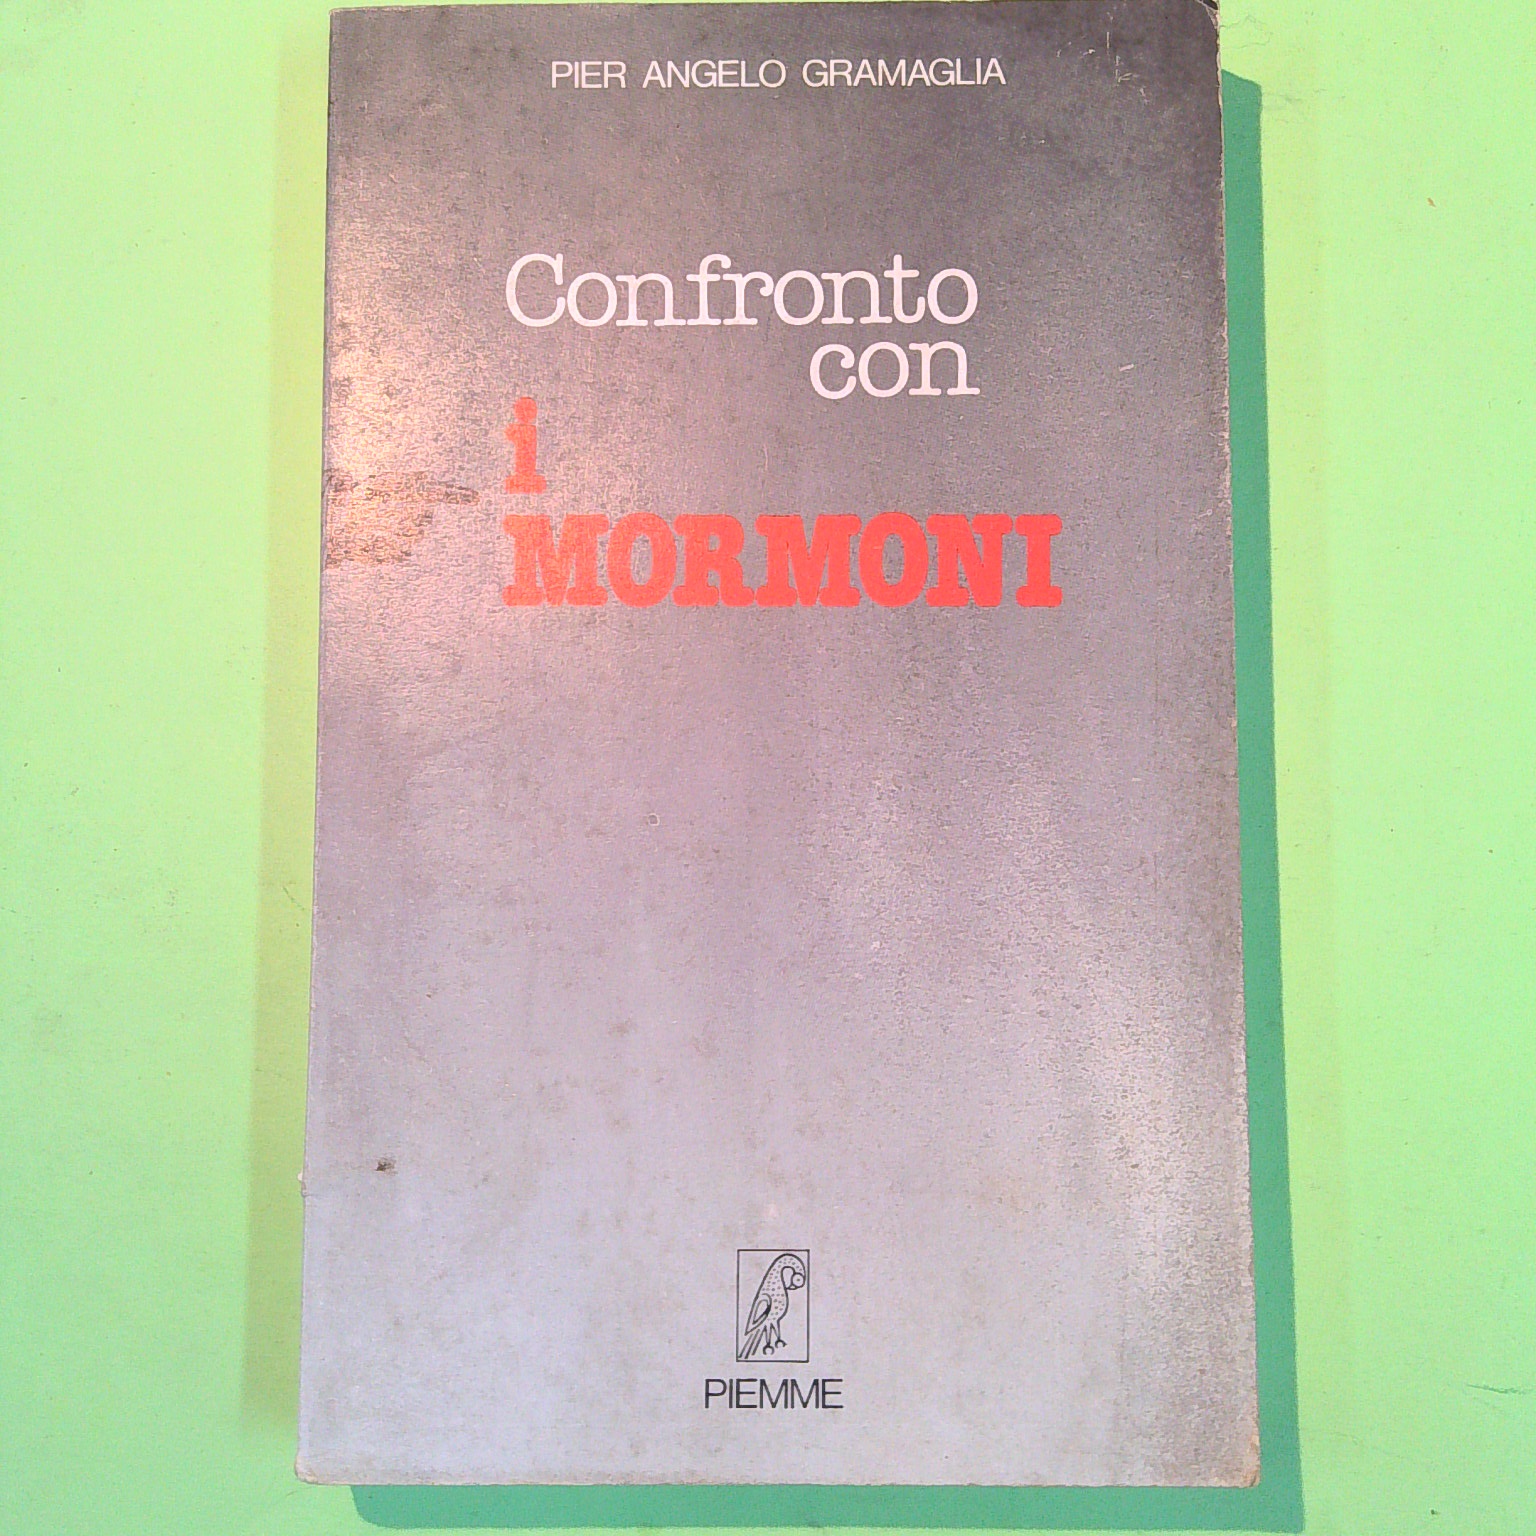 PIER ANGELO GRAMAGLIA
Confronto
con
i
MORMONI
PIEMME